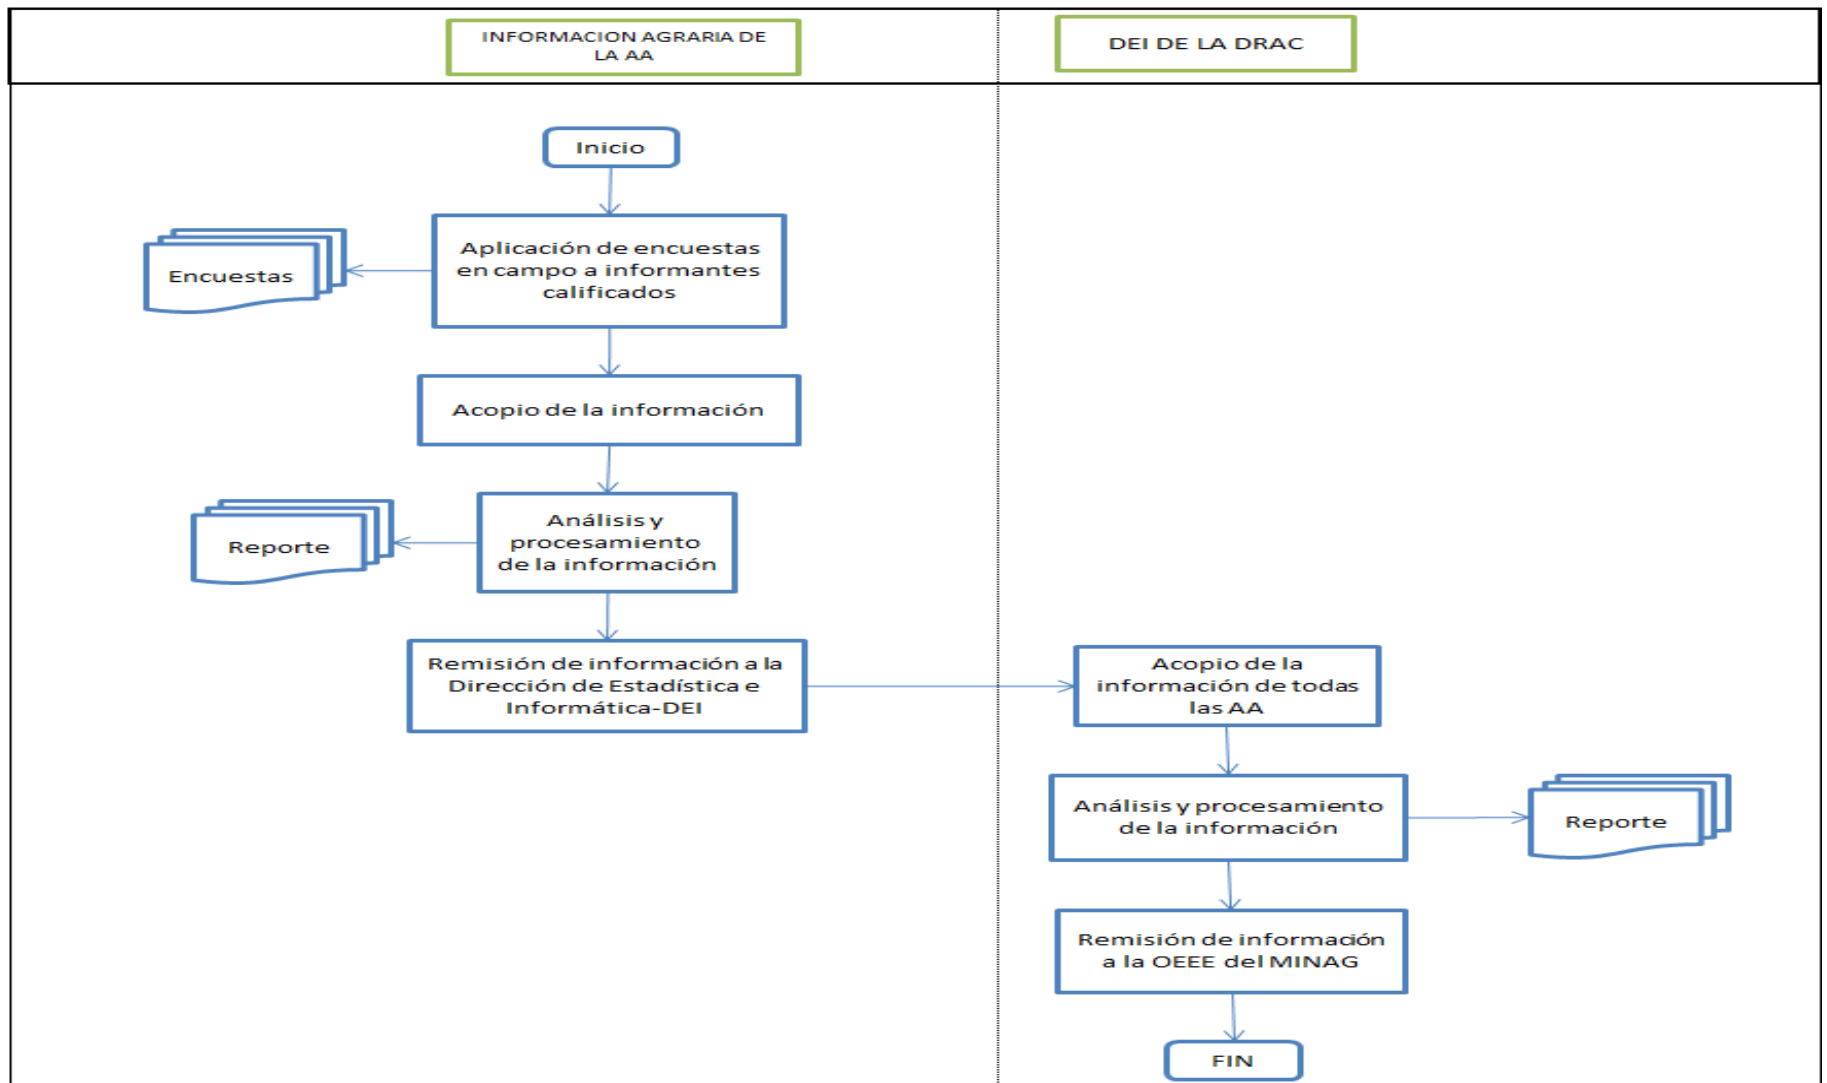 INFORMACION AGRARIA DE
LA AA
DEI DE LA DRAC
Inicio
Aplicación de encuestas
en campo a informantes
calificados
Encuestas
Acopio de la información
Análisis y
procesamiento
de la información
Reporte
Remisión de información a la
Dirección de Estadística e
Informática-DEI
Acopio de la
información de todas
las AA
Análisis y procesamiento
de la información
Reporte
Remisión de información
a la OEEE del MINAG
FIN